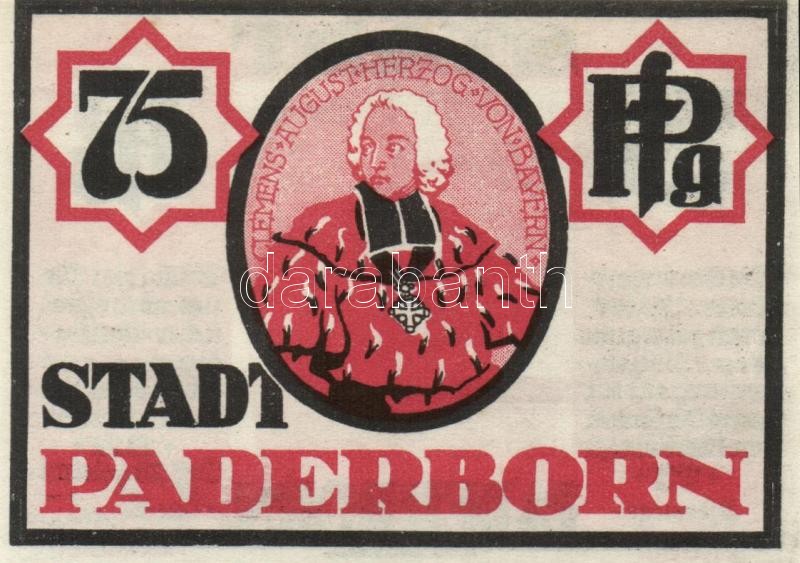 75
CLEMENS·AUGUST·HERZOG·VON·BAYERN
Pfg
darabanth
STADT
PADERBORN